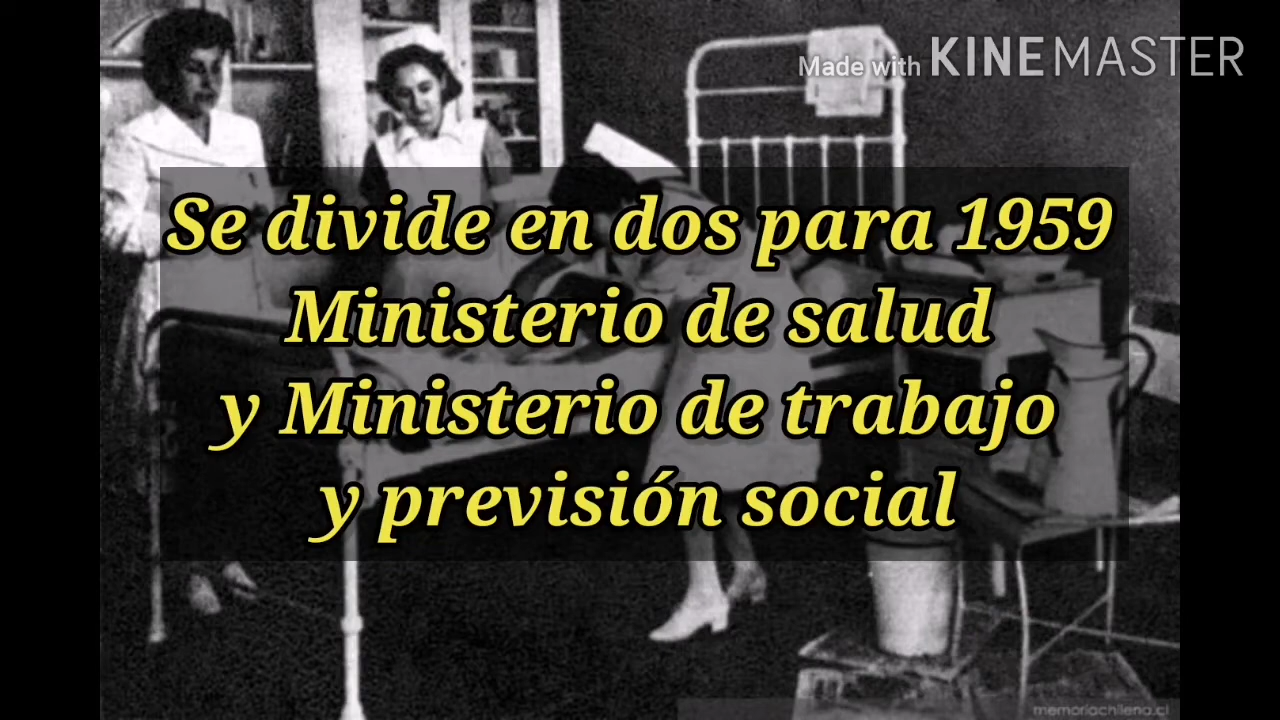 Made with KINEMASTER
Se divide en dos para 1959
Ministerio de salud
y Ministerio de trabajo
y previsión social
memoriachilena.cl